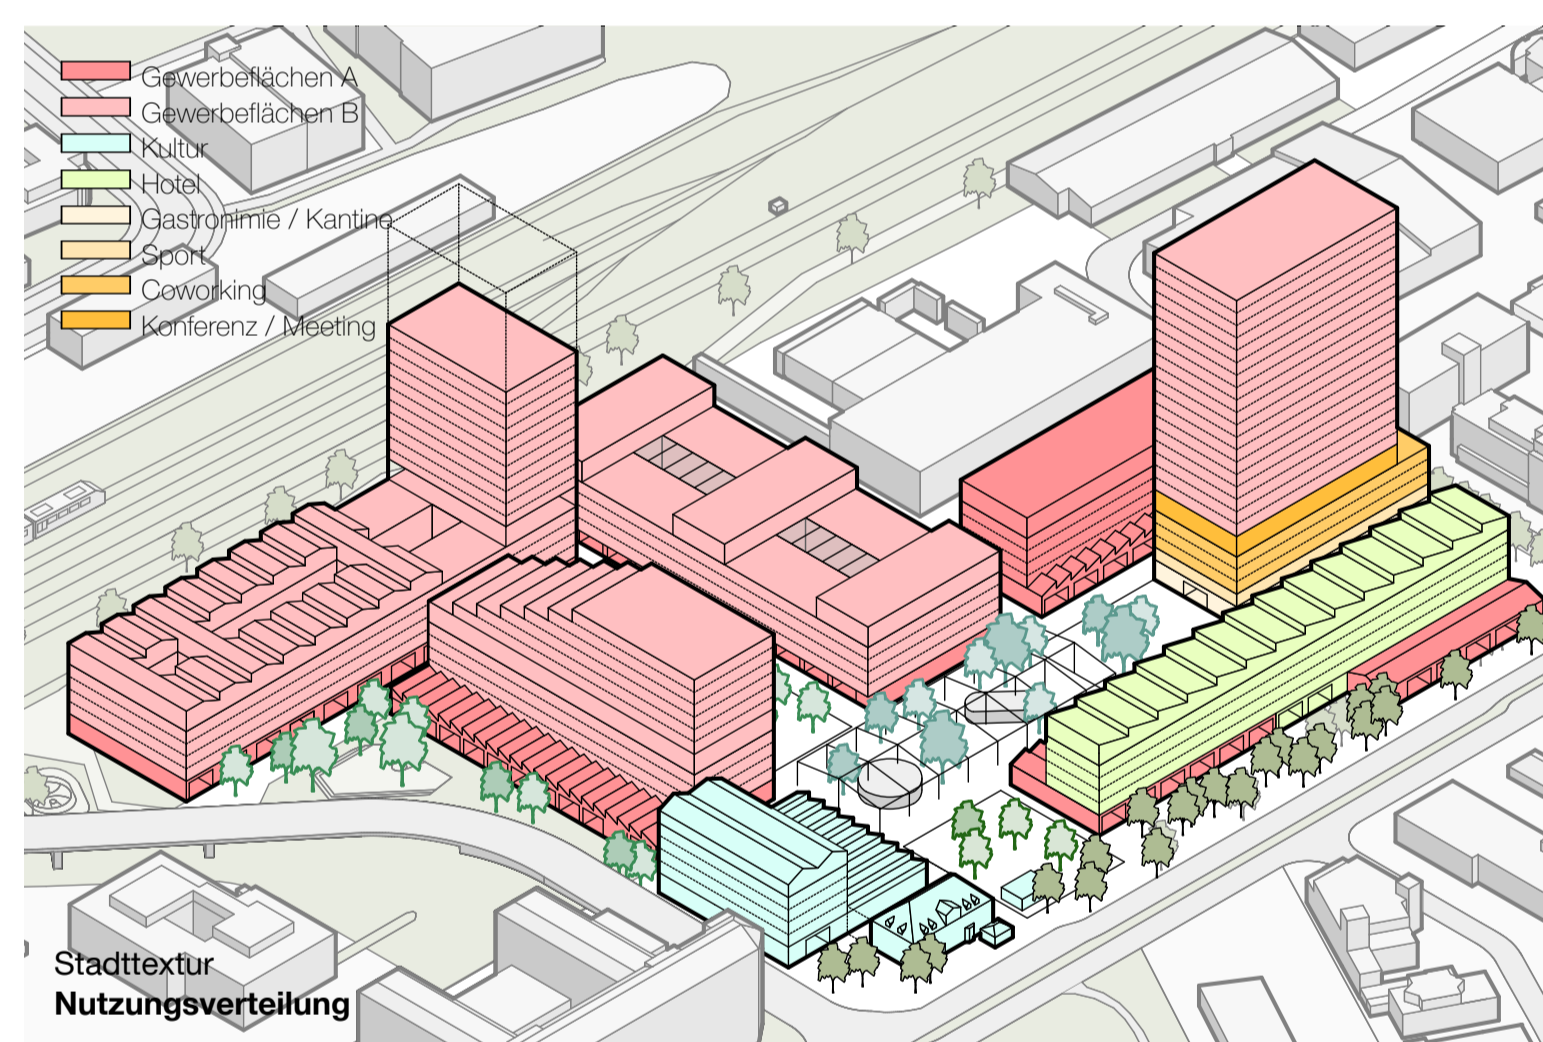 Gewerbeflächen A
Gewerbeflächen B
Kultur
Hotel
Gastronimie / Kantine
Sport
Coworking
Konferenz / Meeting
Stadttextur
Nutzungsverteilung